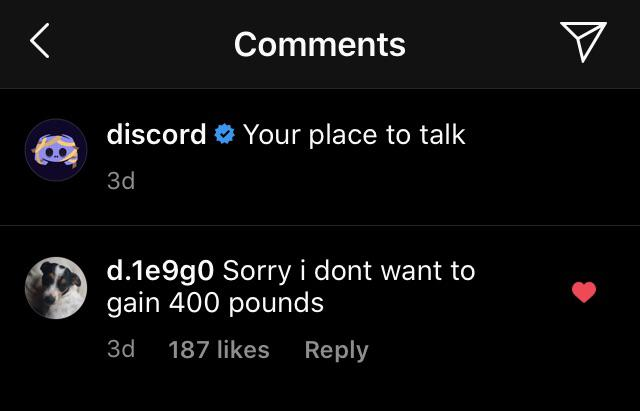 Comments
discord Your place to talk
3d
d.1e9g0 Sorry i dont want to
gain 400 pounds
3d 187 likes Reply